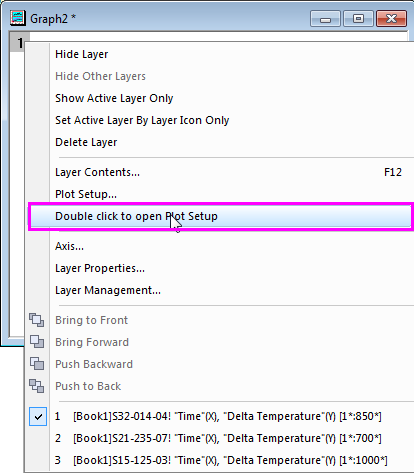 Graph2 *
1
Hide Layer
Hide Other Layers
Show Active Layer Only
Set Active Layer By Layer Icon Only
Delete Layer
Layer Contents... F12
Plot Setup...
Double click to open Plot Setup
Axis...
Layer Properties...
Layer Management...
Bring to Front
Bring Forward
Push Backward
Push to Back
1 [Book1]S32-014-04! "Time"(X), "Delta Temperature"(Y) [1*:850*]
2 [Book1]S21-235-07! "Time"(X), "Delta Temperature"(Y) [1*:700*]
3 [Book1]S15-125-03! "Time"(X), "Delta Temperature"(Y) [1*:1000*]